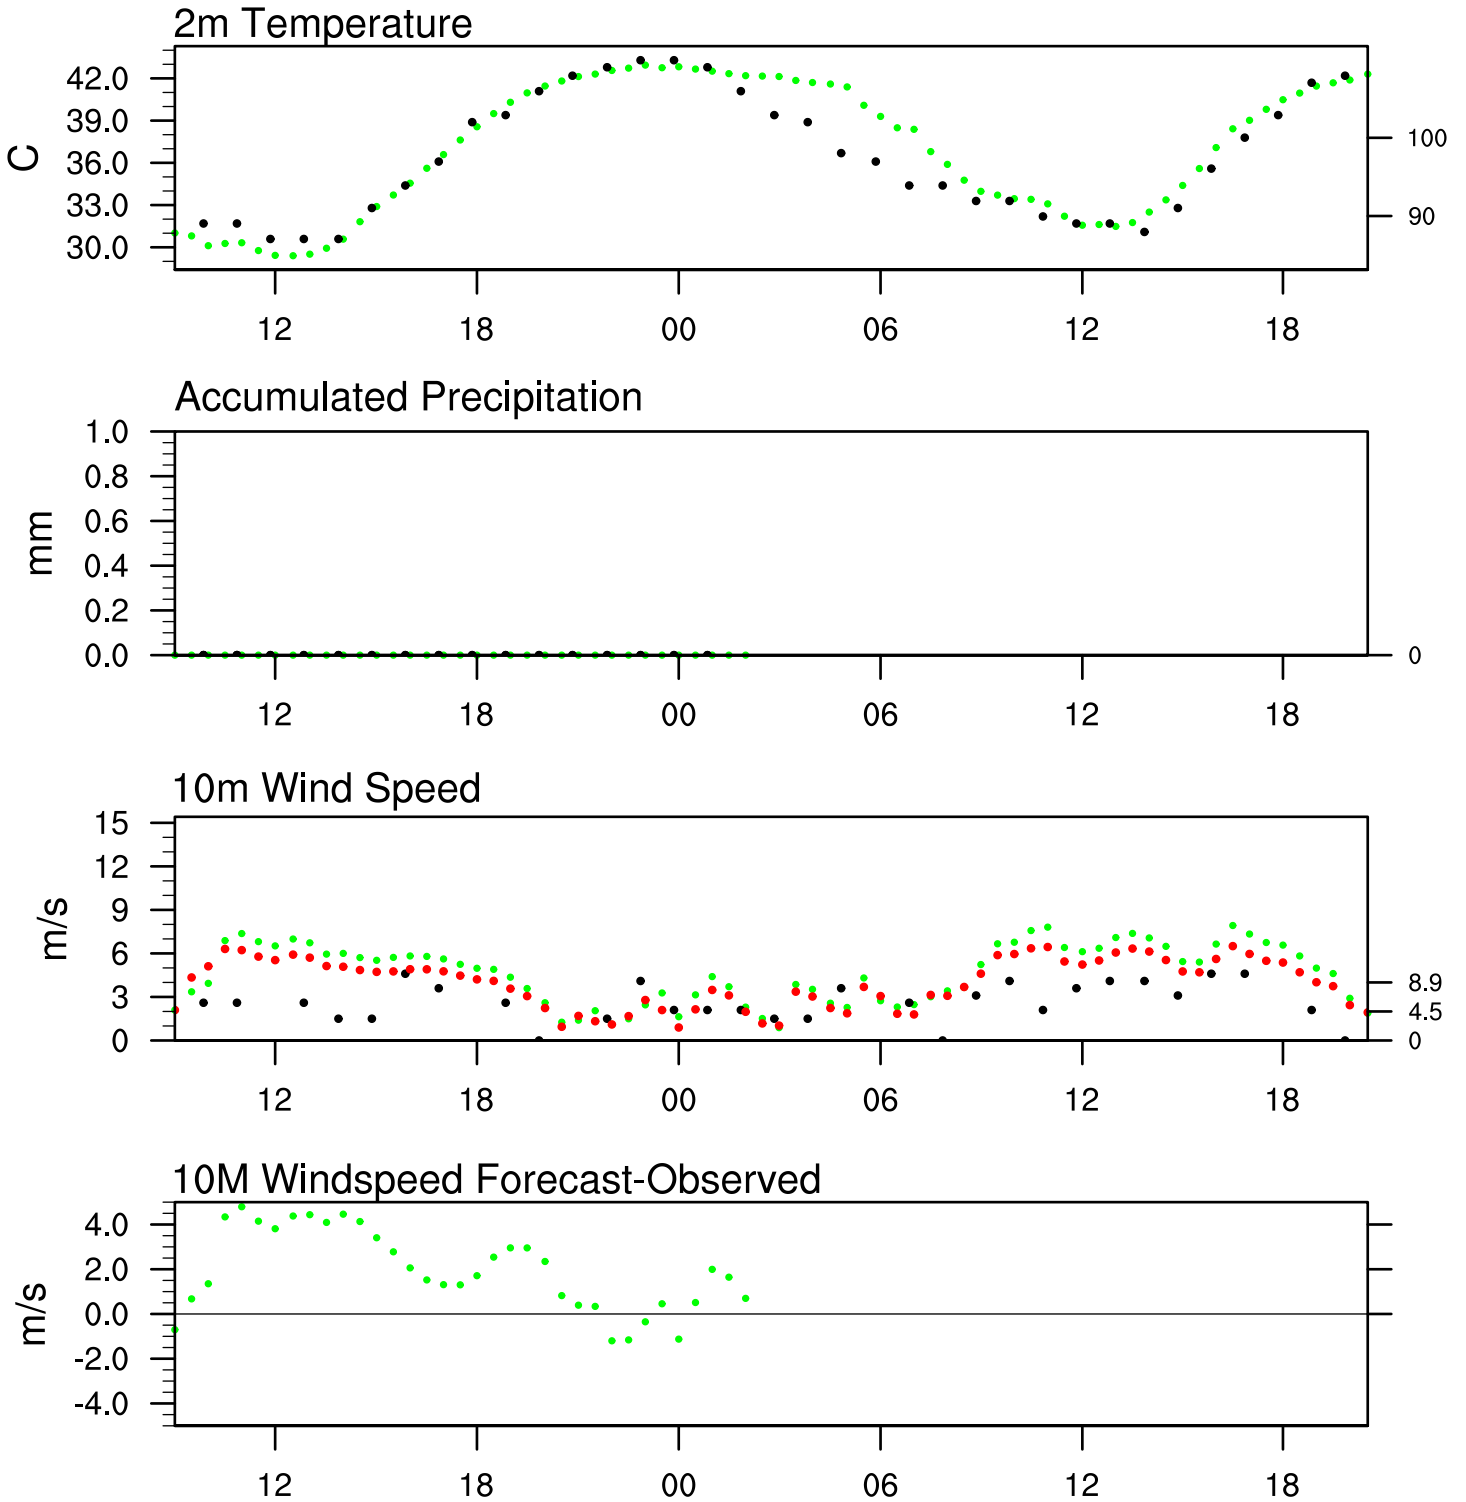 2m Temperature
42.0
39.0
100
36.0
C
33.0
90
30.0
12 18 00 06 12 18
Accumulated Precipitation
1.0
0.8
0.6
mm
0.4
0.2
0.0 0
12 18 00 06 12 18
10m Wind Speed
15
12
9
m/s
6
8.9
3
4.5
0 0
12 18 00 06 12 18
10M Windspeed Forecast-Observed
4.0
2.0
0.0
m/s
-2.0
-4.0
12 18 00 06 12 18